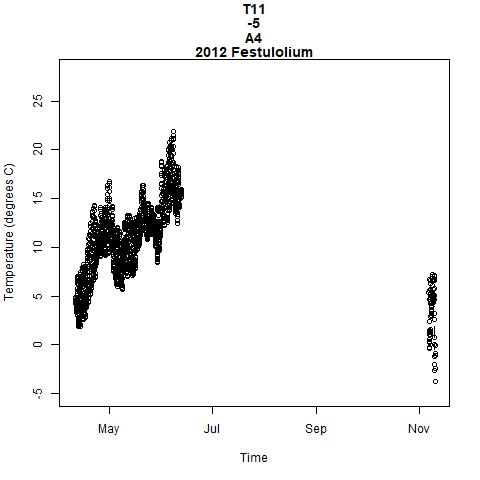 T11
-5
A4
2012 Festulolium
Temperature (degrees C)
25
20
15
10
5
0
-5
May
Jul
Sep
Nov
Time